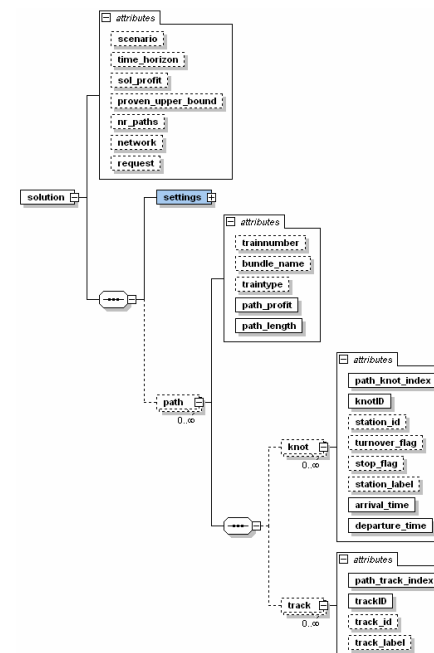 attributes
scenario
time_horizon
sol_profit
proven_upper_bound
nr_paths
network
request
solution
settings
attributes
trainnumber
bundle_name
traintype
path_profit
path_length
path
0..∞
attributes
path_knot_index
knotID
station_id
turnover_flag
stop_flag
station_label
arrival_time
departure_time
knot
0..∞
attributes
path_track_index
trackID
track_id
track_label
track
0..∞